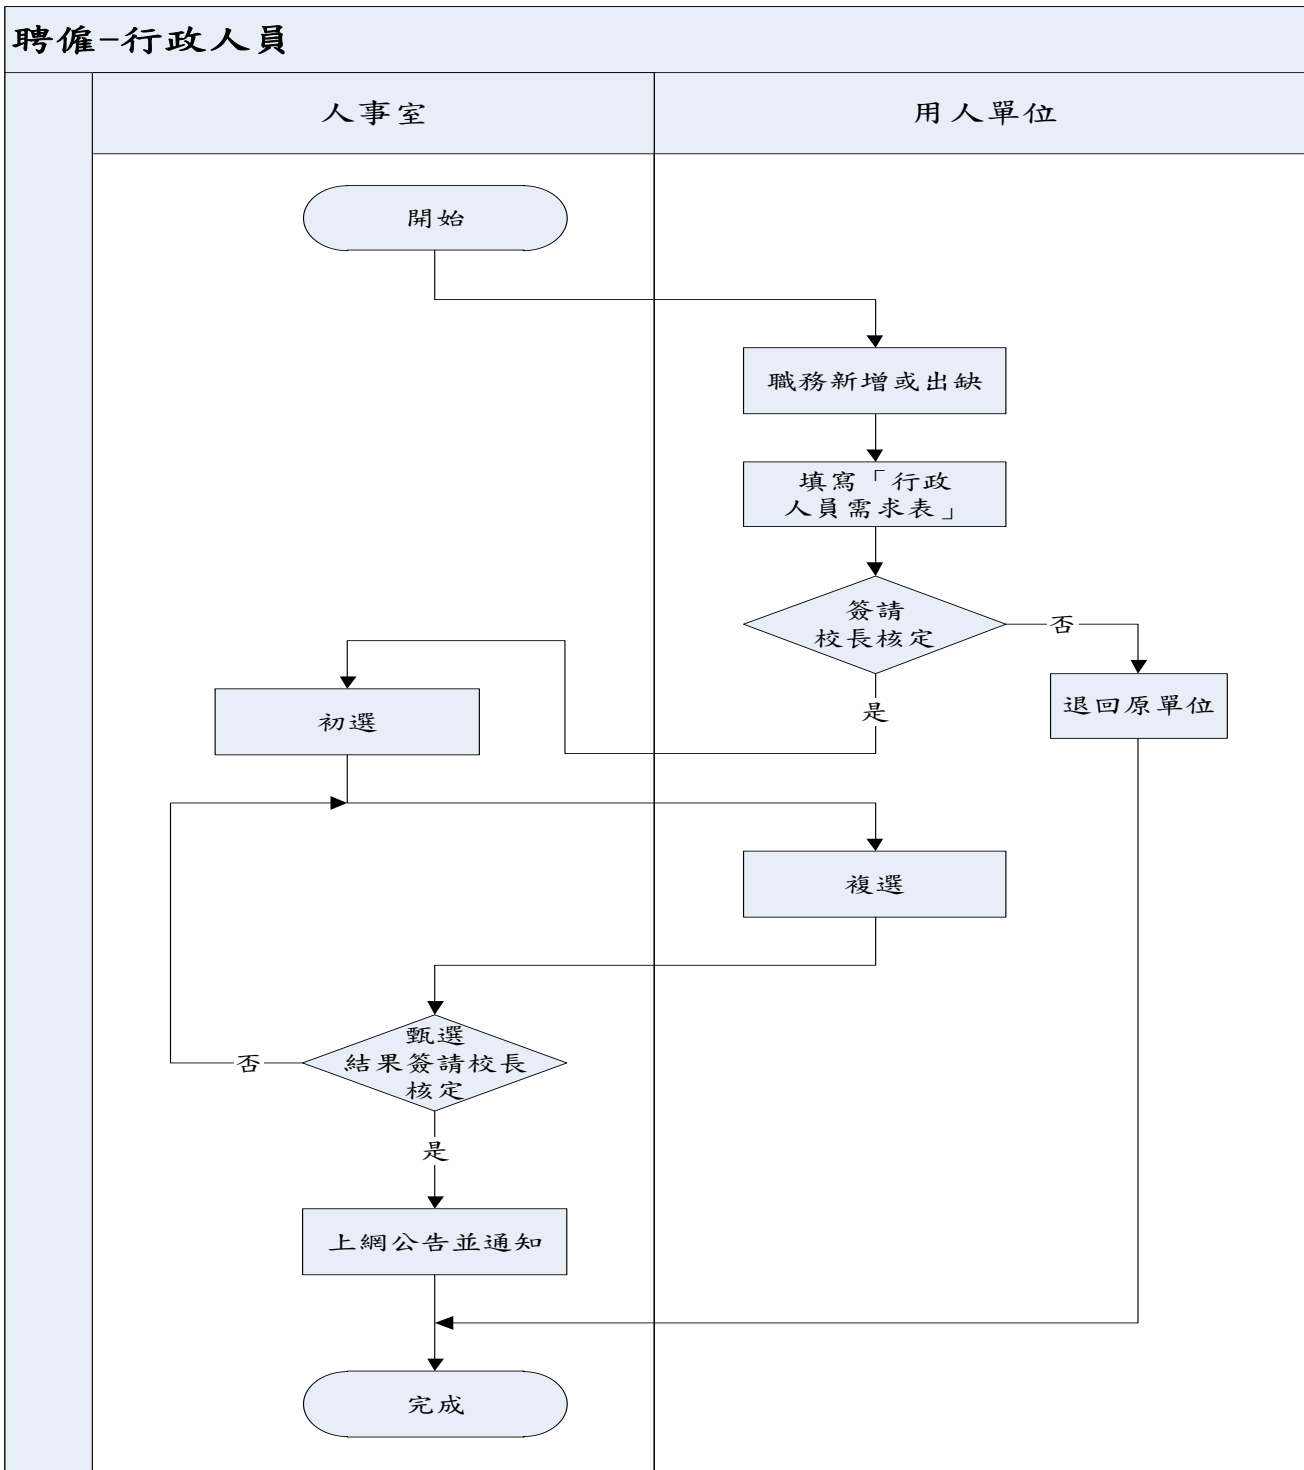 聘僱-行政人員
人事室
用人單位
開始
職務新增或出缺
填寫「行政
人員需求表」
簽請
校長核定
否
是
退回原單位
初選
複選
甄選
結果簽請校長
核定
否
是
上網公告並通知
完成